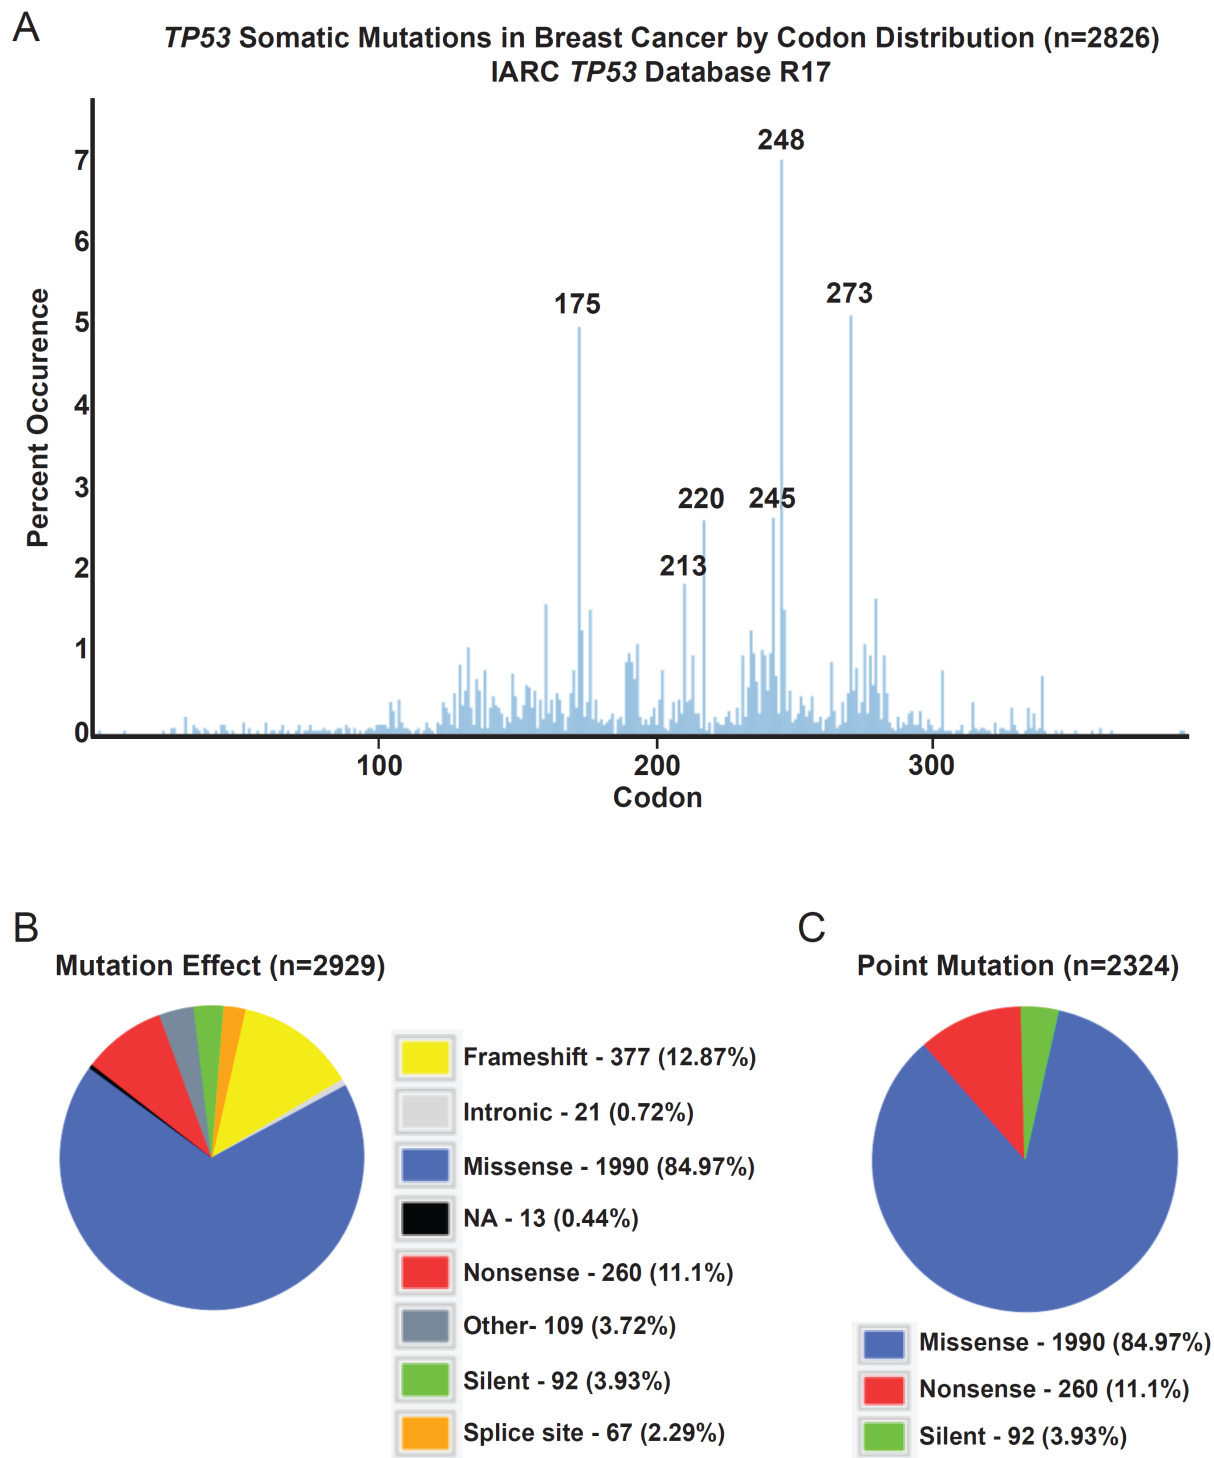 A
TP53 Somatic Mutations in Breast Cancer by Codon Distribution (n=2826)
IARC TP53 Database R17
Percent Occurence
7
6
5
4
3
2
1
0
175
213
220
245
248
273
100
200
300
Codon
B
Mutation Effect (n=2929)
Frameshift - 377 (12.87%)
Intronic - 21 (0.72%)
Missense - 1990 (84.97%)
NA - 13 (0.44%)
Nonsense - 260 (11.1%)
Other- 109 (3.72%)
Silent - 92 (3.93%)
Splice site - 67 (2.29%)
C
Point Mutation (n=2324)
Missense - 1990 (84.97%)
Nonsense - 260 (11.1%)
Silent - 92 (3.93%)